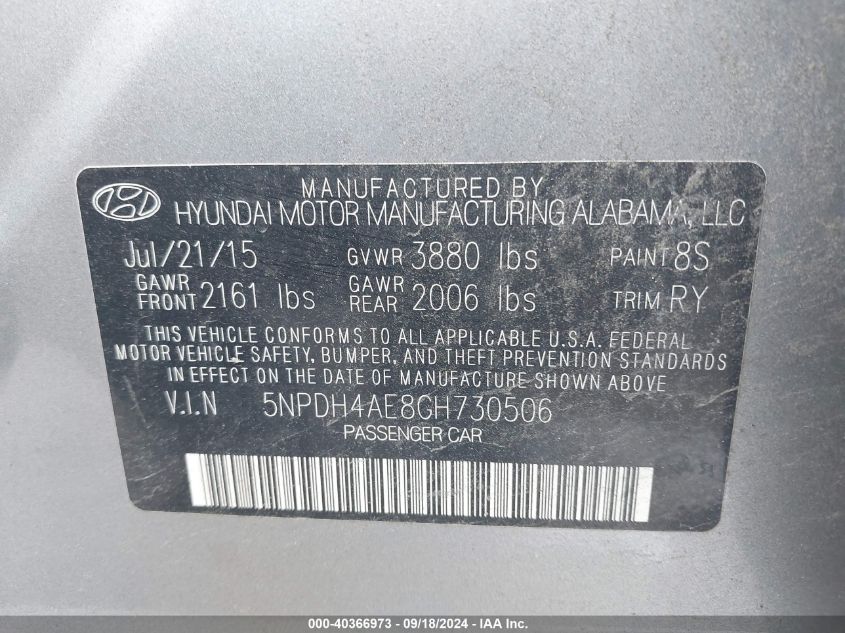 MANUFACTURED BY
HYUNDAI MOTOR MANUFACTURING ALABAMA, LLC
Jul/21/15 GVWR 3880 lbs PAINT 8S
GAWR FRONT 2161 lbs GAWR REAR 2006 lbs TRIM RY
THIS VEHICLE CONFORMS TO ALL APPLICABLE U.S.A. FEDERAL
MOTOR VEHICLE SAFETY, BUMPER, AND THEFT PREVENTION STANDARDS
IN EFFECT ON THE DATE OF MANUFACTURE SHOWN ABOVE
V.I.N 5NPDH4AE8GH730506
PASSENGER CAR
000-40366973 - 09/18/2024 - IAA Inc.